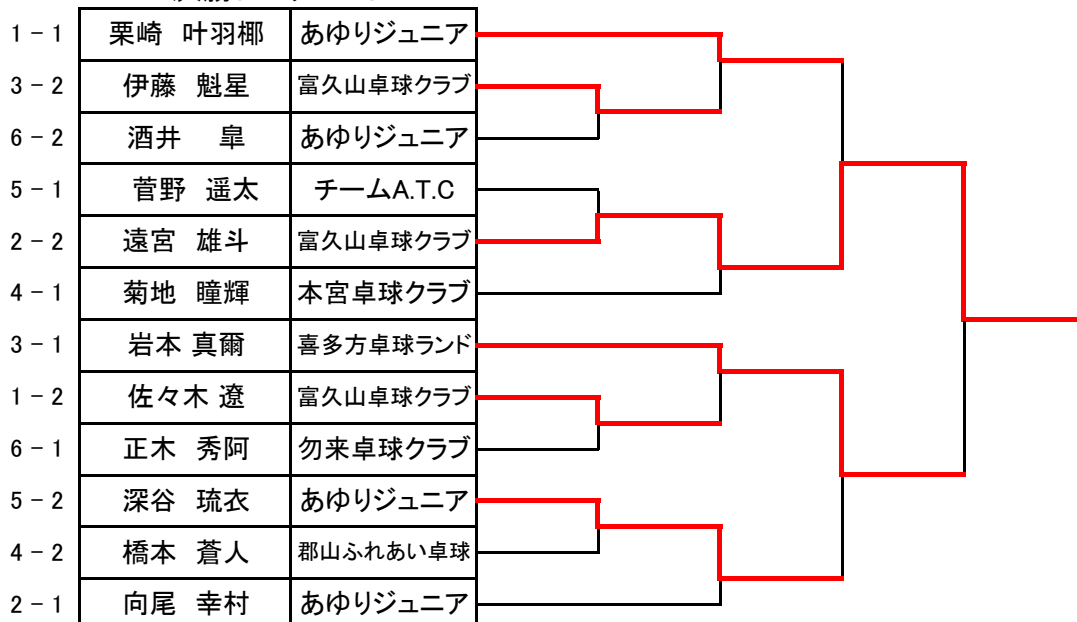 1 - 1 栗崎 叶羽椰 あゆりジュニア
3 - 2 伊藤 魁星 富久山卓球クラブ
6 - 2 酒井 皐 あゆりジュニア
5 - 1 菅野 遥太 チームA.T.C
2 - 2 遠宮 雄斗 富久山卓球クラブ
4 - 1 菊地 瞳輝 本宮卓球クラブ
3 - 1 岩本 真爾 喜多方卓球ランド
1 - 2 佐々木 遼 富久山卓球クラブ
6 - 1 正木 秀阿 勿来卓球クラブ
5 - 2 深谷 琉衣 あゆりジュニア
4 - 2 橋本 蒼人 郡山ふれあい卓球
2 - 1 向尾 幸村 あゆりジュニア